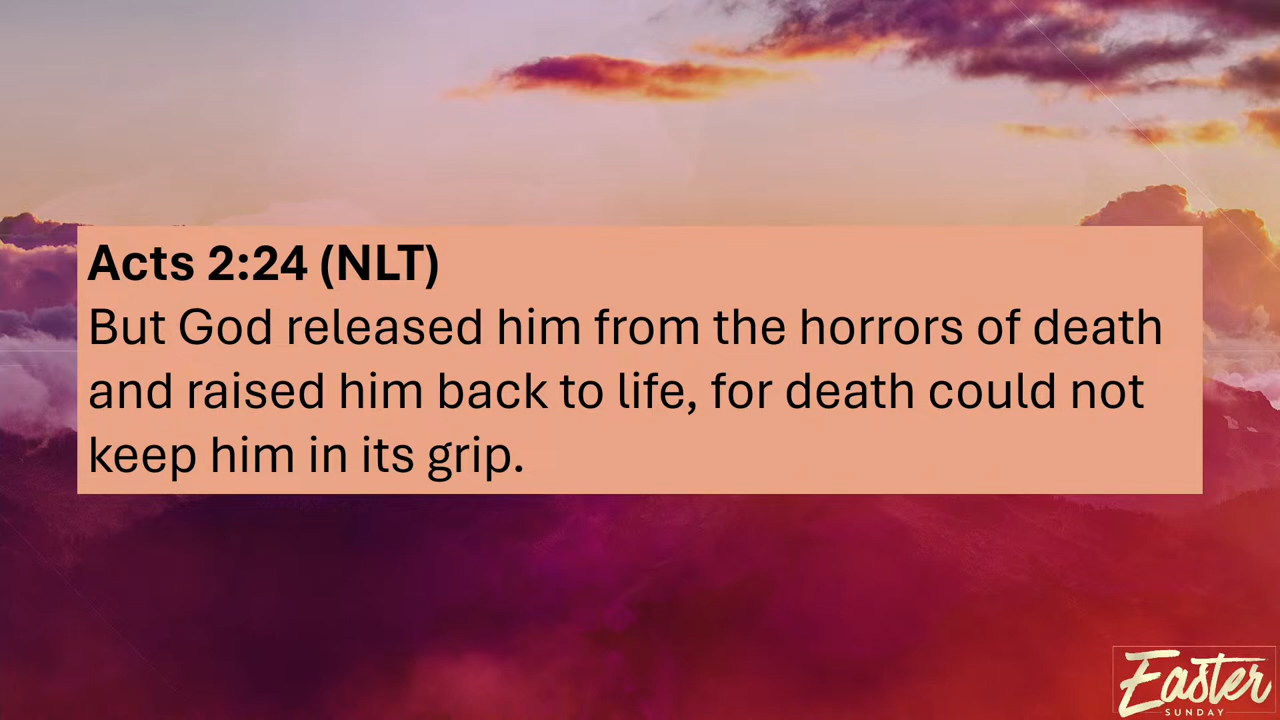 Acts 2:24 (NLT)
But God released him from the horrors of death
and raised him back to life, for death could not
keep him in its grip.
Easter
SUNDAY